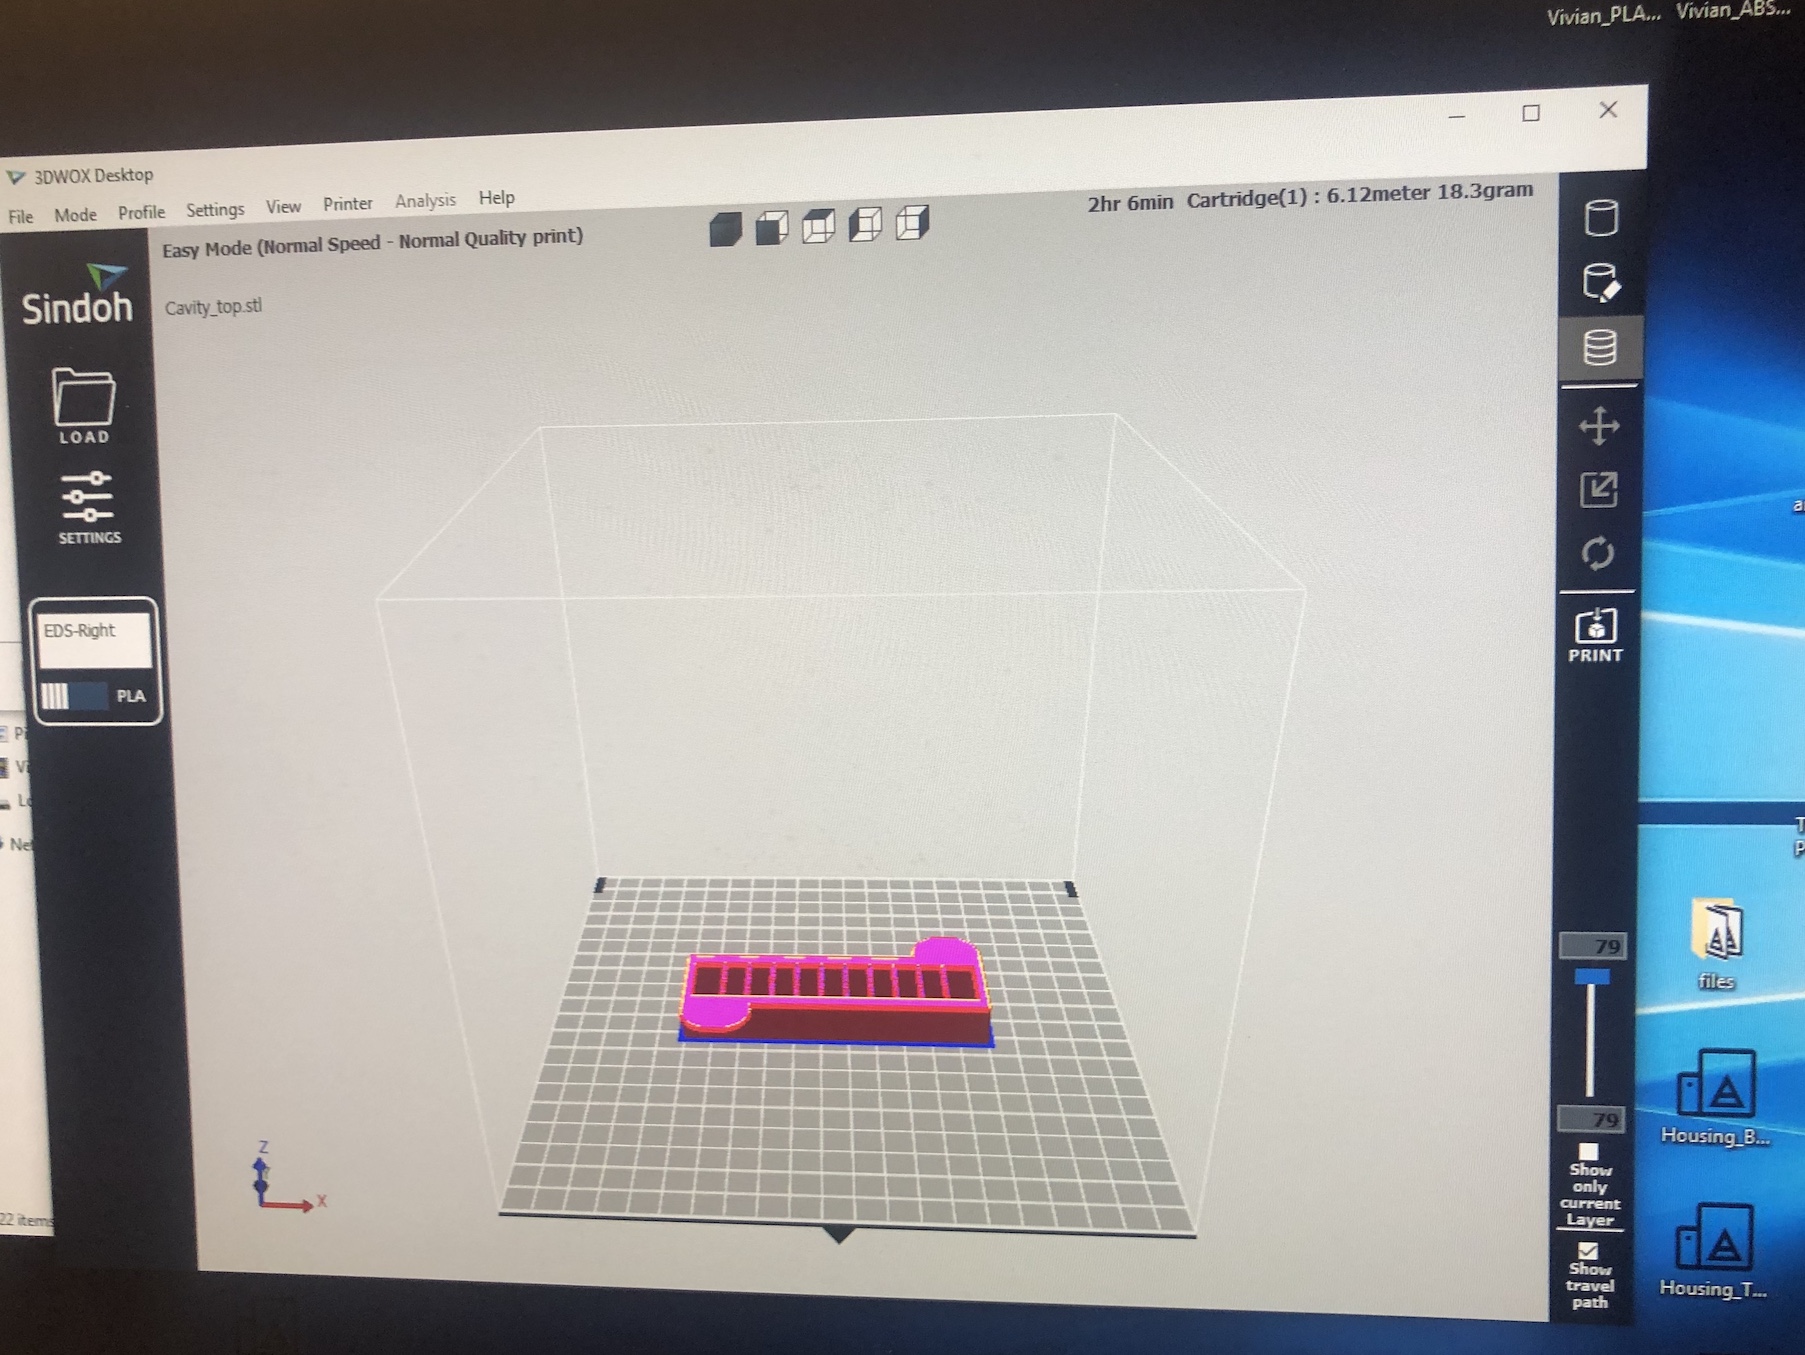 Vivian_PLA... Vivian_ABS...
3DWOX Desktop
File Mode Profile Settings View Printer Analysis Help
2hr 6min Cartridge(1) : 6.12meter 18.3gram
Easy Mode (Normal Speed - Normal Quality print)
Sindoh
Cavity_top.stl
LOAD
SETTINGS
EDS-Right
PLA
PRINT
79
files
79
Show
only
current
Layer
Housing_B...
Show
travel
path
Housing_T...
Z
X
22 items